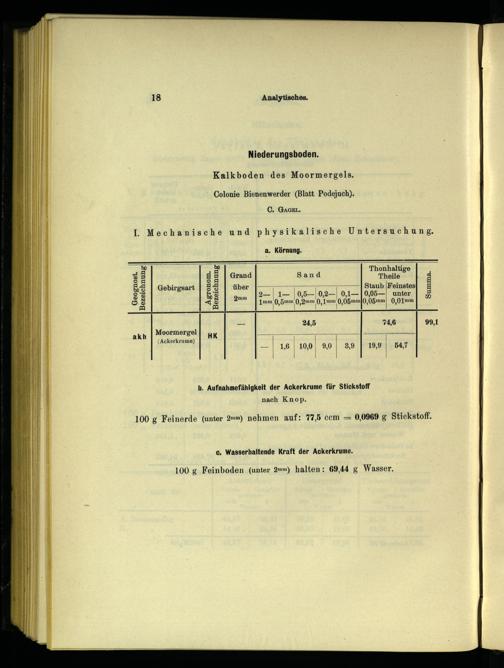 18 Analytisches.
Niederungsboden.
Kalkboden des Moormergels.
Colonie Bienenwerder (Blatt Podejuch).
C. GAGEL.
I. Mechanische und physikalische Untersuchung.
a. Körnung.
Geognost. Bezeichnung
Gebirgsart
Agronom. Bezeichnung
Grand über 2mm
Sand
2— 1mm
1— 0,5mm
0,5— 0,2mm
0,2— 0,1mm
0,1— 0,05mm
Thonhaltige Theile
Staub 0,05— 0,01mm
Feinstes unter 0,01mm
Summa.
akh
Moormergel
(Ackerkrume)
HK
— 24,5 74,6 99,1
— 1,6 10,0 9,0 3,9 19,9 54,7
b. Aufnahmefähigkeit der Ackerkrume für Stickstoff
nach Knop.
100 g Feinerde (unter 2mm) nehmen auf: 77,5 ccm = 0,0969 g Stickstoff.
c. Wasserhaltende Kraft der Ackerkrume.
100 g Feinboden (unter 2mm) halten: 69,44 g Wasser.